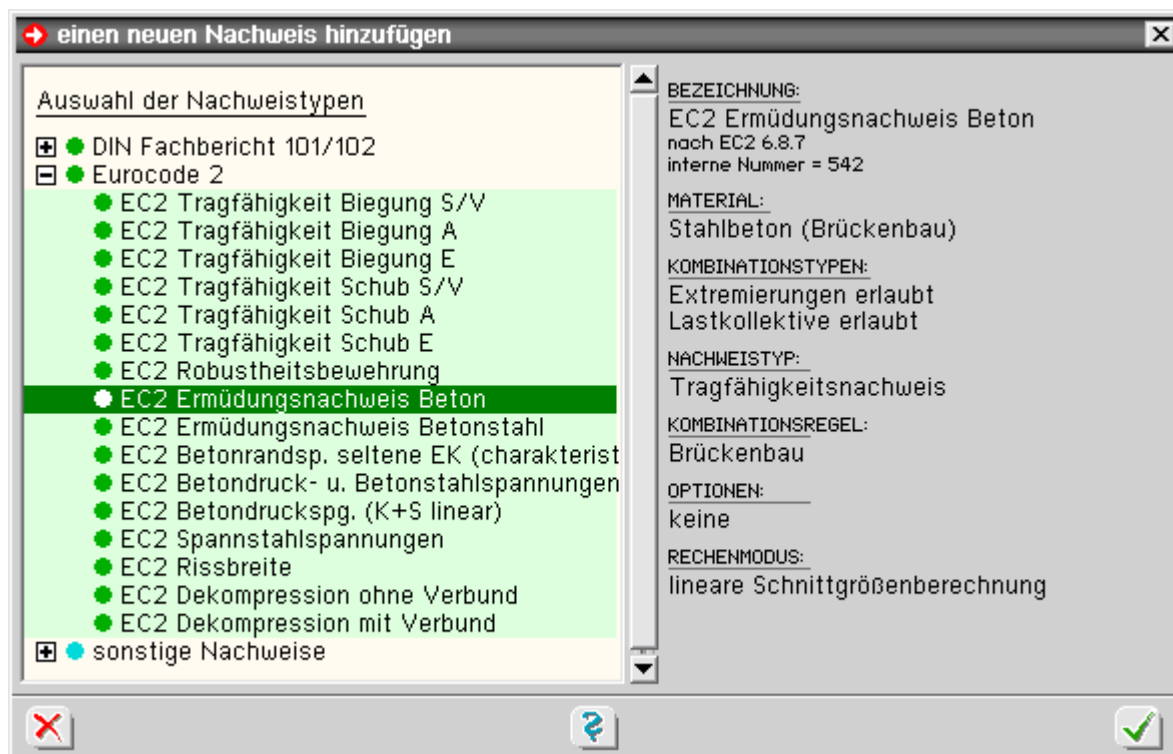 einen neuen Nachweis hinzufügen
Auswahl der Nachweistypen
DIN Fachbericht 101/102
Eurocode 2
EC2 Tragfähigkeit Biegung S/V
EC2 Tragfähigkeit Biegung A
EC2 Tragfähigkeit Biegung E
EC2 Tragfähigkeit Schub S/V
EC2 Tragfähigkeit Schub A
EC2 Tragfähigkeit Schub E
EC2 Robustheitsbewehrung
EC2 Ermüdungsnachweis Beton
EC2 Ermüdungsnachweis Betonstahl
EC2 Betonrandsp. seltene EK (charakterist
EC2 Betondruck- u. Betonstahlspannungen
EC2 Betondruckspg. (K+S linear)
EC2 Spannstahlspannungen
EC2 Rissbreite
EC2 Dekompression ohne Verbund
EC2 Dekompression mit Verbund
sonstige Nachweise
BEZEICHNUNG:
EC2 Ermüdungsnachweis Beton
nach EC2 6.8.7
interne Nummer = 542
MATERIAL:
Stahlbeton (Brückenbau)
KOMBINATIONSTYPEN:
Extremierungen erlaubt
Lastkollektive erlaubt
NACHWEISTYP:
Tragfähigkeitsnachweis
KOMBINATIONSREGEL:
Brückenbau
OPTIONEN:
keine
RECHENMODUS:
lineare Schnittgrößenberechnung